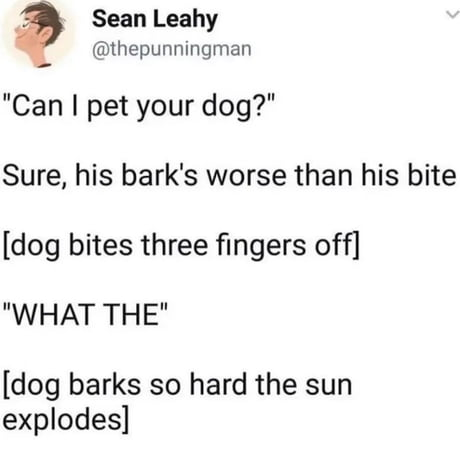 Sean Leahy
@thepunningman
"Can I pet your dog?"
Sure, his bark's worse than his bite
[dog bites three fingers off]
"WHAT THE"
[dog barks so hard the sun
explodes]